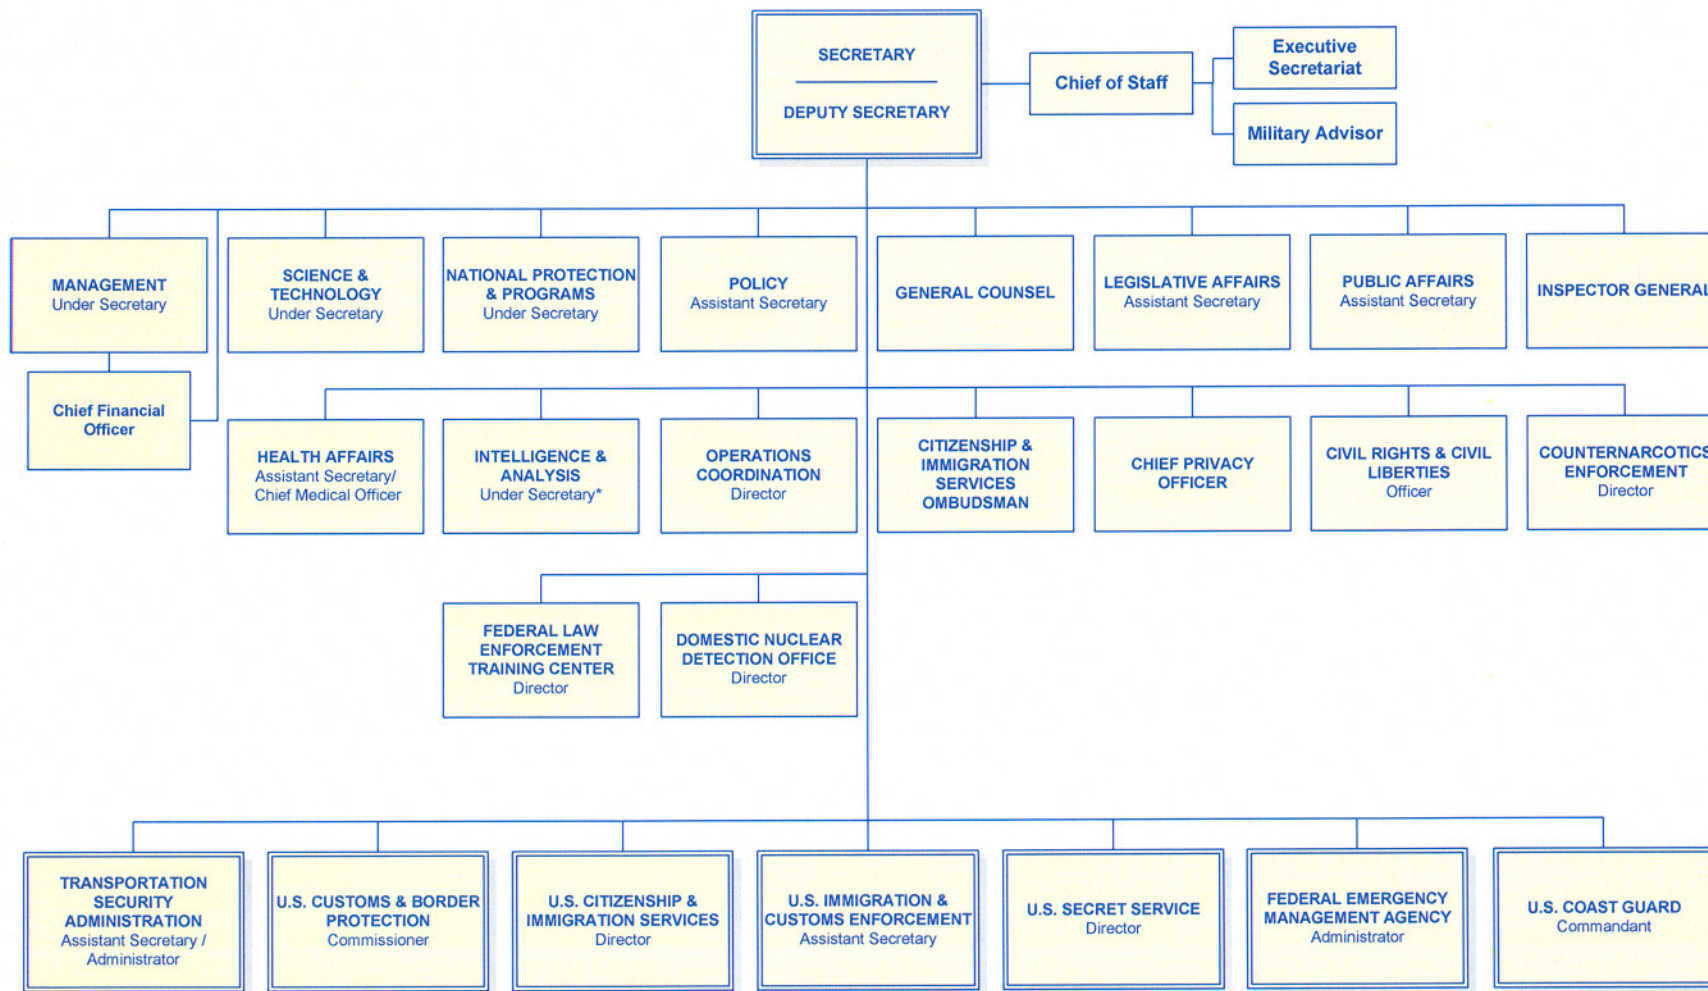 SECRETARY
DEPUTY SECRETARY
Chief of Staff
Executive
Secretariat
Military Advisor
MANAGEMENT
Under Secretary
SCIENCE &
TECHNOLOGY
Under Secretary
NATIONAL PROTECTION
& PROGRAMS
Under Secretary
POLICY
Assistant Secretary
GENERAL COUNSEL
LEGISLATIVE AFFAIRS
Assistant Secretary
PUBLIC AFFAIRS
Assistant Secretary
INSPECTOR GENERAL
Chief Financial
Officer
HEALTH AFFAIRS
Assistant Secretary/
Chief Medical Officer
INTELLIGENCE &
ANALYSIS
Under Secretary*
OPERATIONS
COORDINATION
Director
CITIZENSHIP &
IMMIGRATION
SERVICES
OMBUDSMAN
CHIEF PRIVACY
OFFICER
CIVIL RIGHTS & CIVIL
LIBERTIES
Officer
COUNTERNARCOTICS
ENFORCEMENT
Director
FEDERAL LAW
ENFORCEMENT
TRAINING CENTER
Director
DOMESTIC NUCLEAR
DETECTION OFFICE
Director
TRANSPORTATION
SECURITY
ADMINISTRATION
Assistant Secretary /
Administrator
U.S. CUSTOMS & BORDER
PROTECTION
Commissioner
U.S. CITIZENSHIP &
IMMIGRATION SERVICES
Director
U.S. IMMIGRATION &
CUSTOMS ENFORCEMENT
Assistant Secretary
U.S. SECRET SERVICE
Director
FEDERAL EMERGENCY
MANAGEMENT AGENCY
Administrator
U.S. COAST GUARD
Commandant